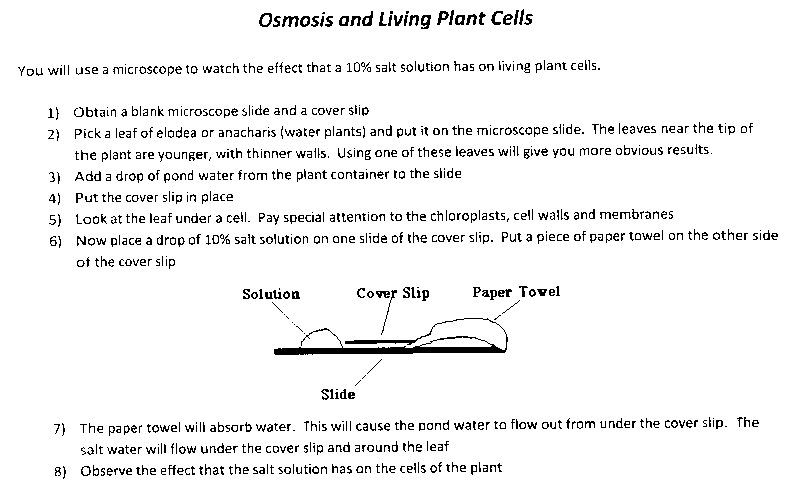 Osmosis and Living Plant Cells
You will use a microscope to watch the effect that a 10% salt solution has on living plant cells.
1) Obtain a blank microscope slide and a cover slip
2) Pick a leaf of elodea or anacharis (water plants) and put it on the microscope slide. The leaves near the tip of
the plant are younger, with thinner walls. Using one of these leaves will give you more obvious results.
3) Add a drop of pond water from the plant container to the slide
4) Put the cover slip in place
5) Look at the leaf under a cell. Pay special attention to the chloroplasts, cell walls and membranes
6) Now place a drop of 10% salt solution on one slide of the cover slip. Put a piece of paper towel on the other side
of the cover slip
Solution Cover Slip Paper Towel
Slide
7) The paper towel will absorb water. This will cause the pond water to flow out from under the cover slip. The
salt water will flow under the cover slip and around the leaf
8) Observe the effect that the salt solution has on the cells of the plant